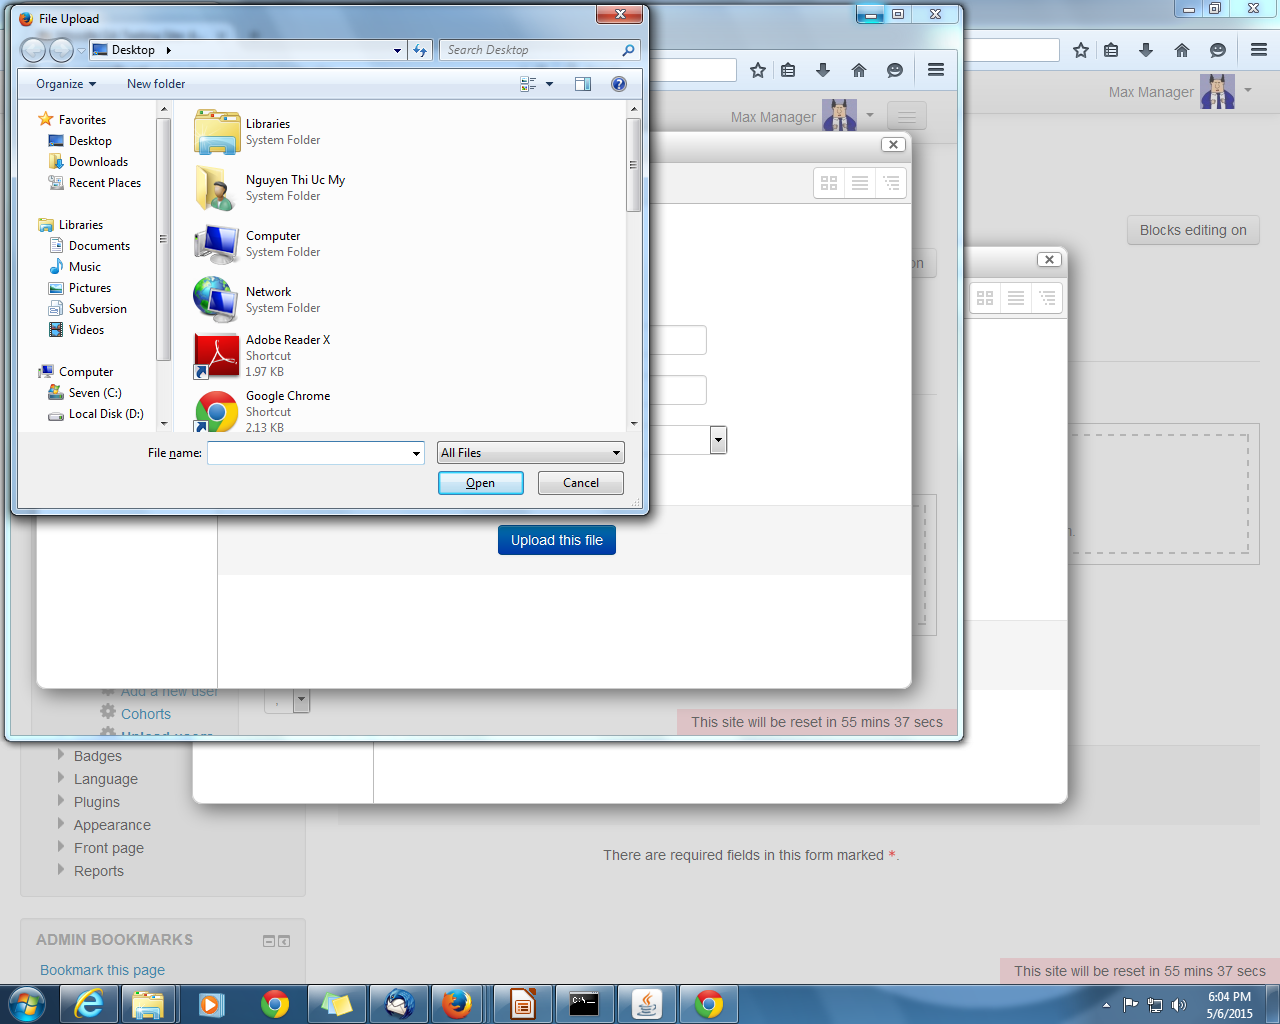 File Upload
Desktop
Search Desktop
Organize
New folder
Favorites
Desktop
Downloads
Recent Places
Libraries
Documents
Music
Pictures
Subversion
Videos
Computer
Seven (C:)
Local Disk (D:)
Libraries
System Folder
Nguyen Thi Uc My
System Folder
Computer
System Folder
Network
System Folder
Adobe Reader X
Shortcut
1.97 KB
Google Chrome
Shortcut
2.13 KB
File name:
All Files
Open
Cancel
Max Manager
Max Manager
Blocks editing on
on
Upload this file
Add a new user
Cohorts
Upload users
This site will be reset in 55 mins 37 secs
Badges
Language
Plugins
Appearance
Front page
Reports
There are required fields in this form marked *.
ADMIN BOOKMARKS
Bookmark this page
This site will be reset in 55 mins 37 secs
6:04 PM
5/6/2015